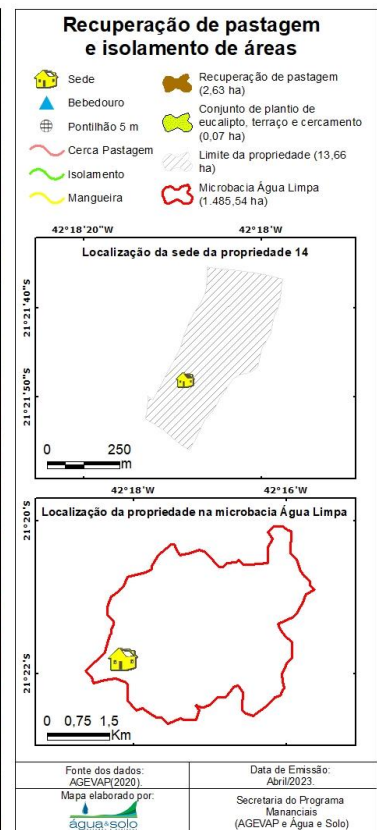 Recuperação de pastagem
e isolamento de áreas
Sede
Bebedouro
Pontilhão 5 m
Cerca Pastagem
Isolamento
Mangueira
Recuperação de pastagem
(2,63 ha)
Conjunto de plantio de
eucalipto, terraço e cercamento
(0,07 ha)
Limite da propriedade (13,66
ha)
Microbacia Água Limpa
(1.485,54 ha)
42°18'20"W 42°18'W
Localização da sede da propriedade 14
21°21'40"S
21°21'50"S
0 250
m
42°18'W 42°16'W
Localização da propriedade na microbacia Água Limpa
21°20'S
21°22'S
0 0,75 1,5
Km
Fonte dos dados:
AGEVAP(2020).
Data de Emissão:
Abril/2023.
Mapa elaborado por:
água e solo
Secretaria do Programa
Mananciais
(AGEVAP e Água e Solo)